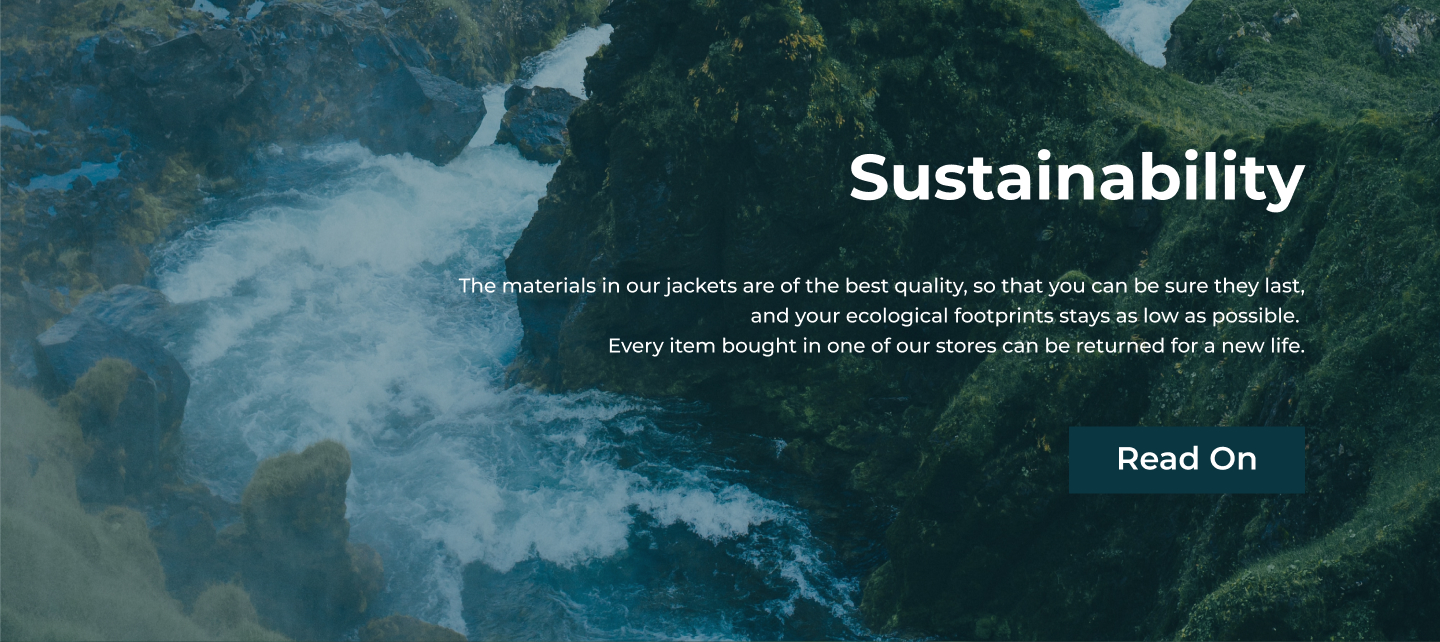 Sustainability
The materials in our jackets are of the best quality, so that you can be sure they last,
and your ecological footprints stays as low as possible.
Every item bought in one of our stores can be returned for a new life.
Read On